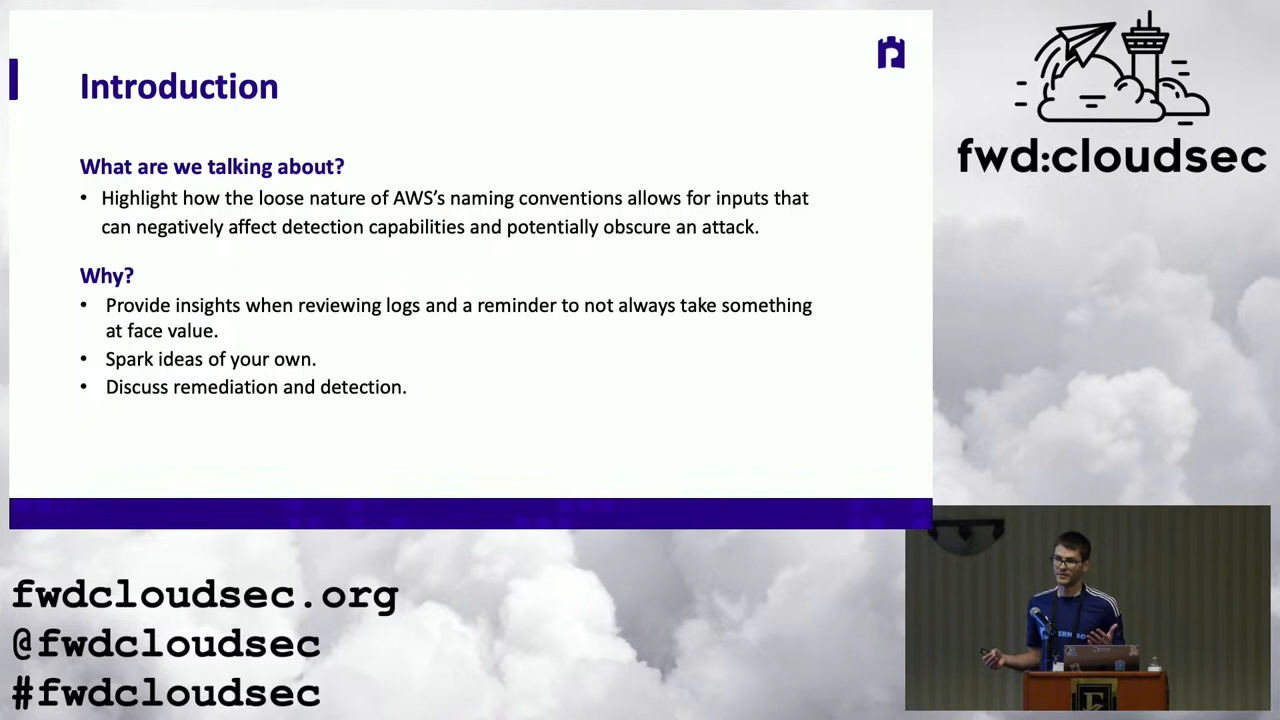 Introduction
What are we talking about?
• Highlight how the loose nature of AWS’s naming conventions allows for inputs that
can negatively affect detection capabilities and potentially obscure an attack.
Why?
• Provide insights when reviewing logs and a reminder to not always take something
at face value.
• Spark ideas of your own.
• Discuss remediation and detection.
fwd:cloudsec
fwdcloudsec.org
@fwdcloudsec
#fwdcloudsec